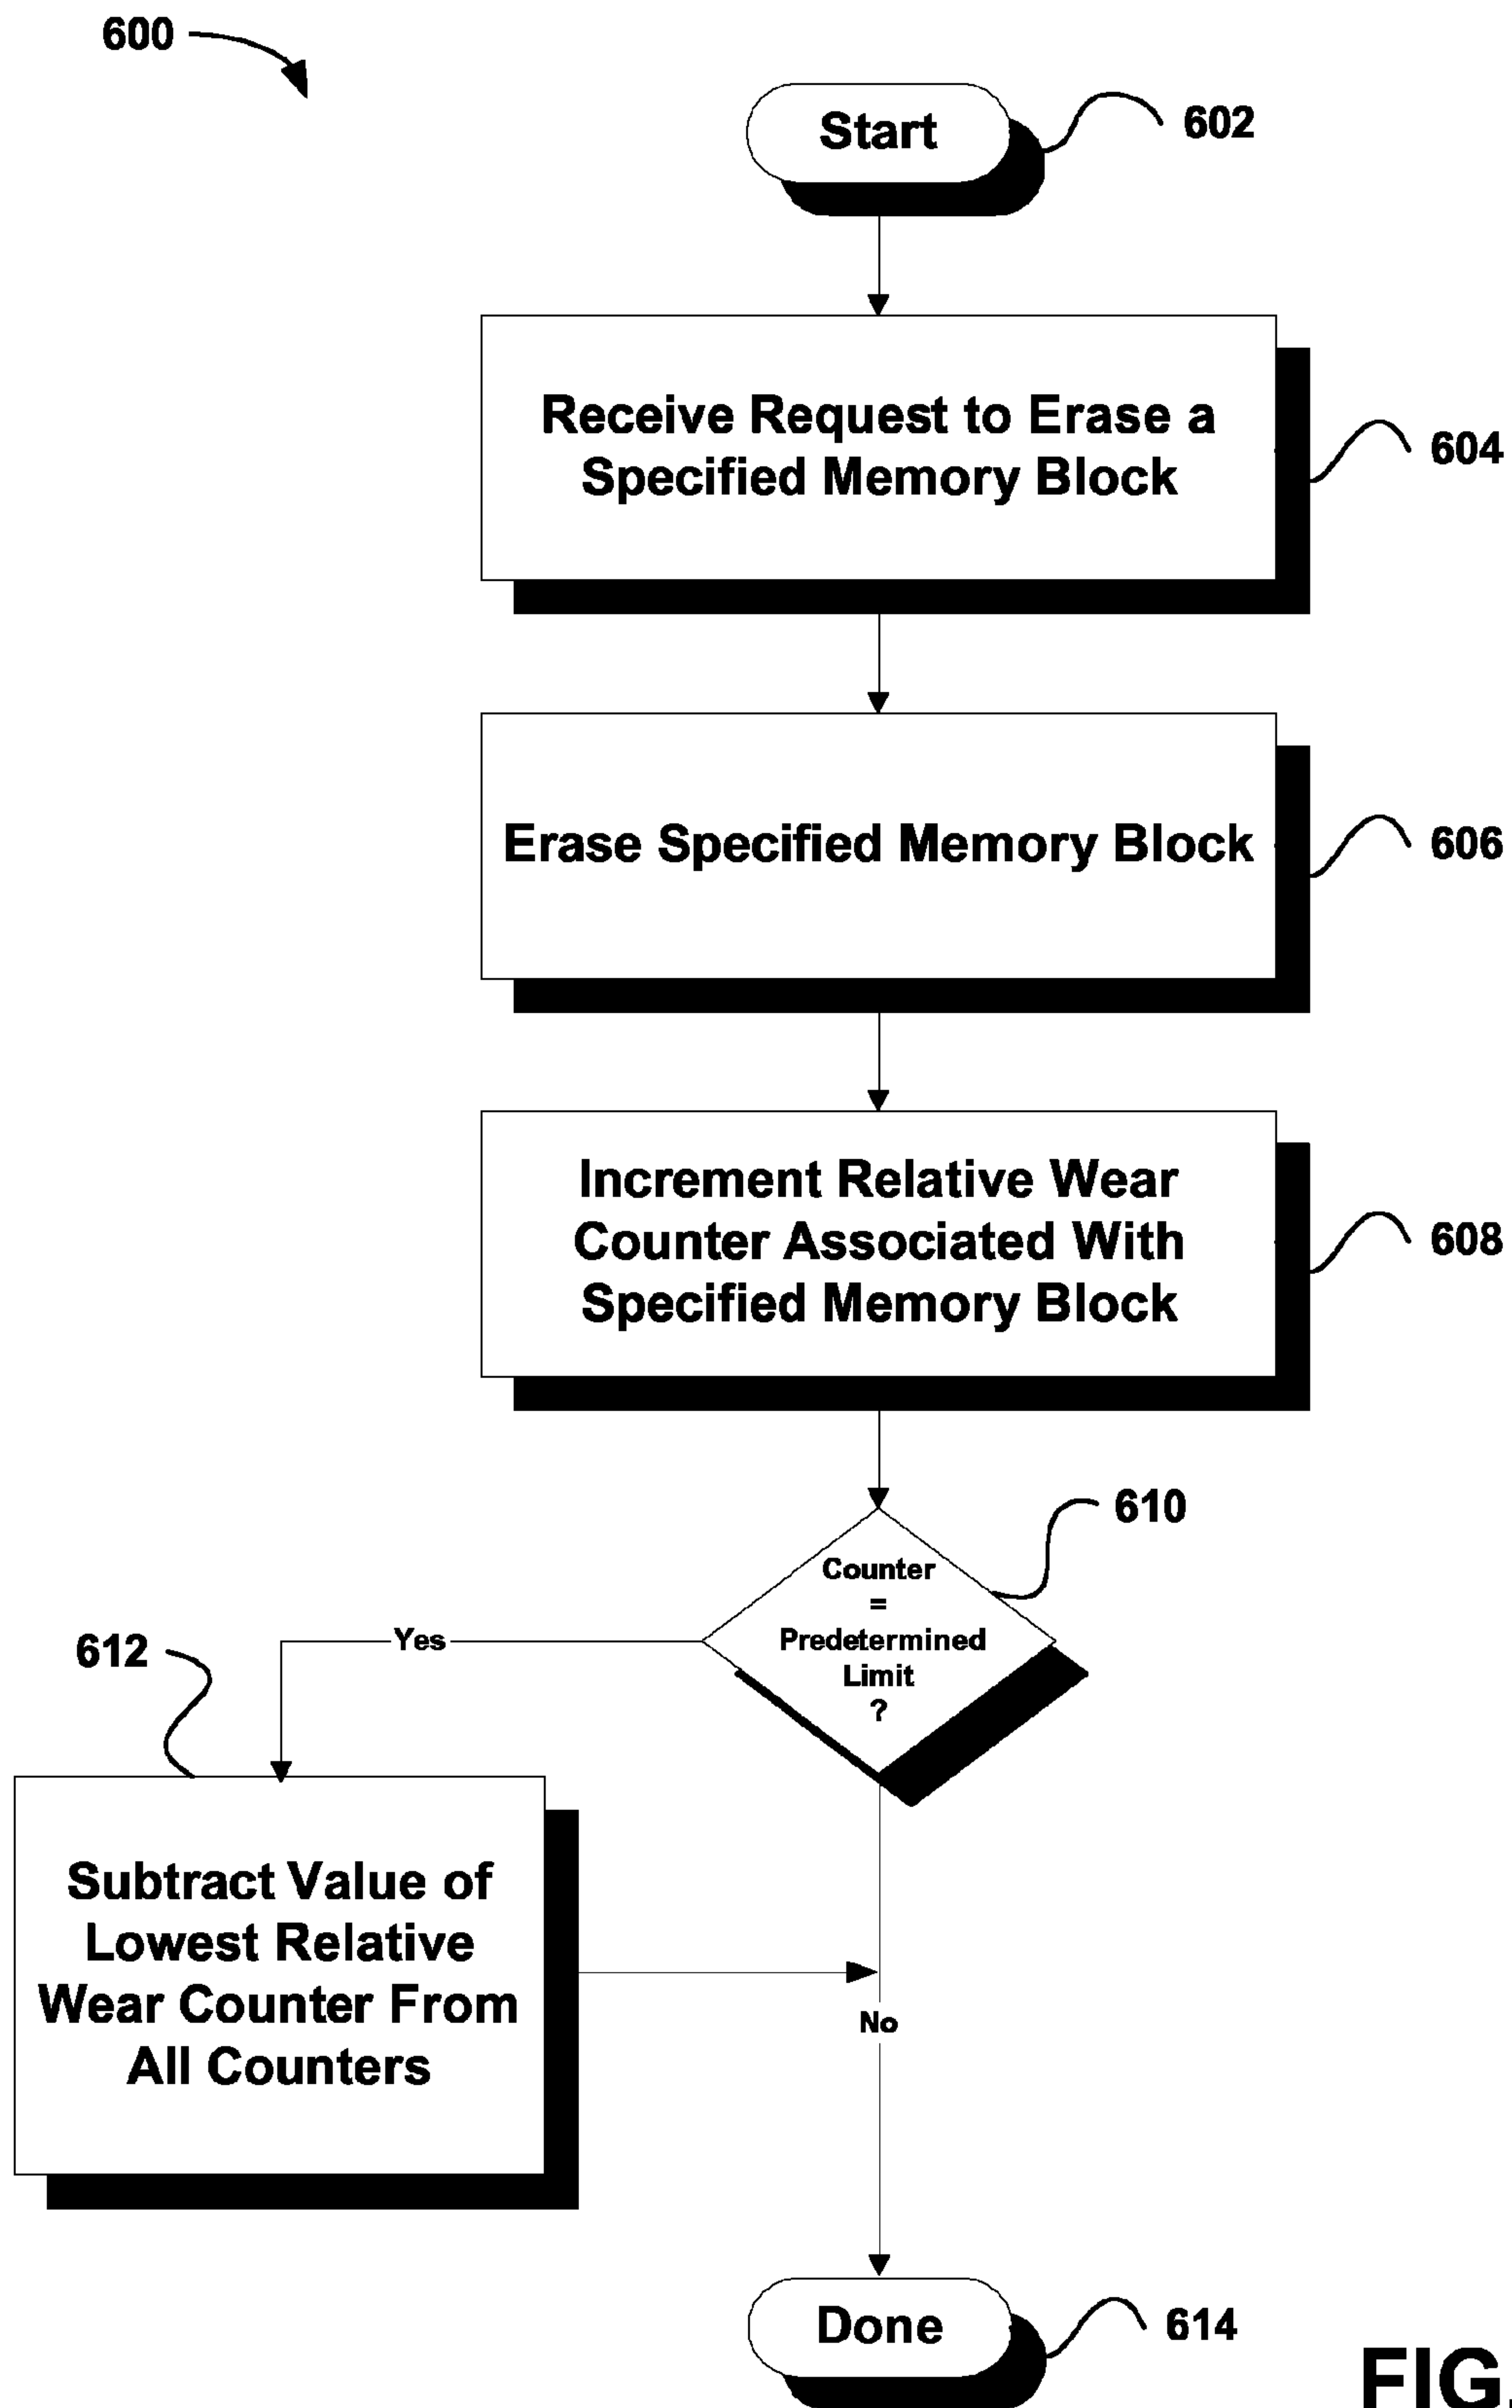 600
Start
602
Receive Request to Erase a
Specified Memory Block
604
Erase Specified Memory Block
606
Increment Relative Wear
Counter Associated With
Specified Memory Block
608
Counter
=
Predetermined
Limit
?
610
Yes
612
Subtract Value of
Lowest Relative
Wear Counter From
All Counters
No
Done
614
FIG.